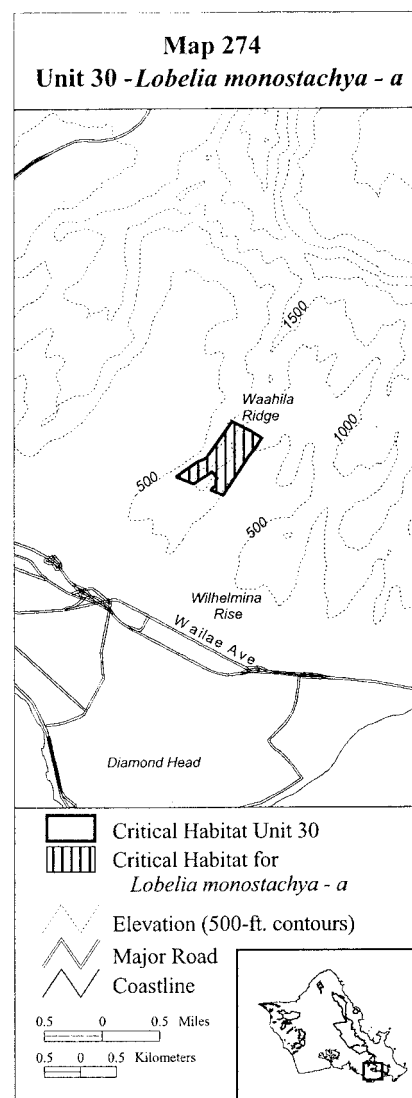 Map 274
Unit 30 - Lobelia monostachya - a
1500
Waahila
Ridge
1000
500
500
Wilhelmina
Rise
Wailae Ave
Diamond Head
Critical Habitat Unit 30
Critical Habitat for
Lobelia monostachya - a
Elevation (500-ft. contours)
Major Road
Coastline
0.5 0 0.5 Miles
0.5 0 0.5 Kilometers